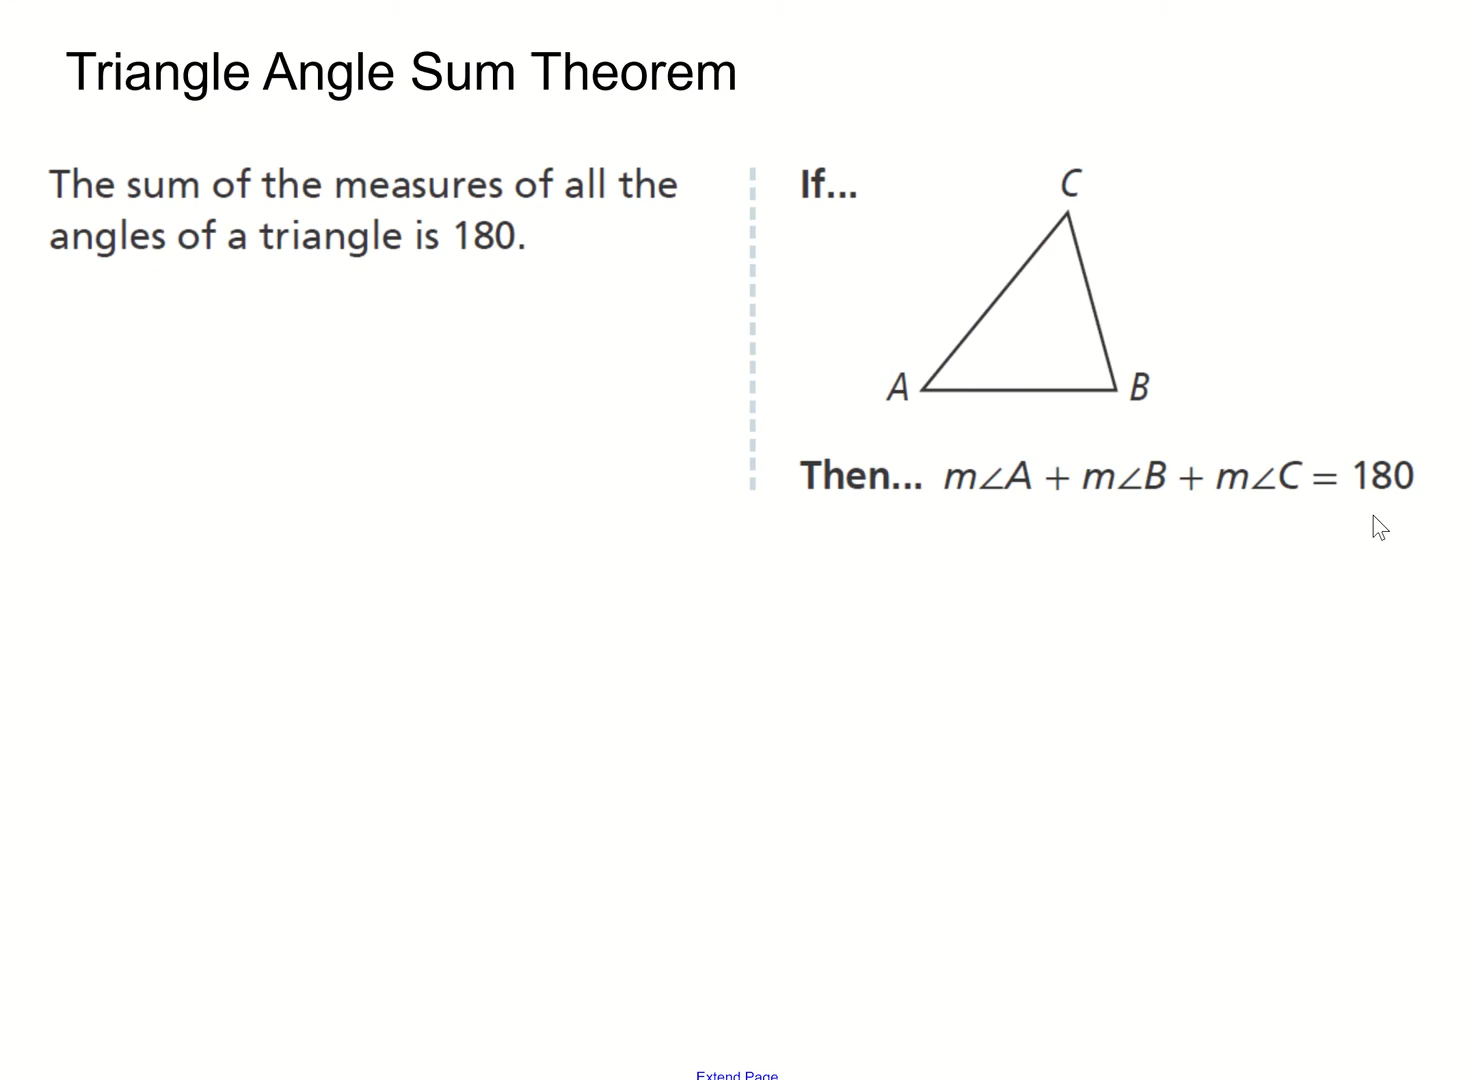 Triangle Angle Sum Theorem
The sum of the measures of all the
angles of a triangle is 180.
If...
C
A
B
Then... m∠A + m∠B + m∠C = 180
Extend Page